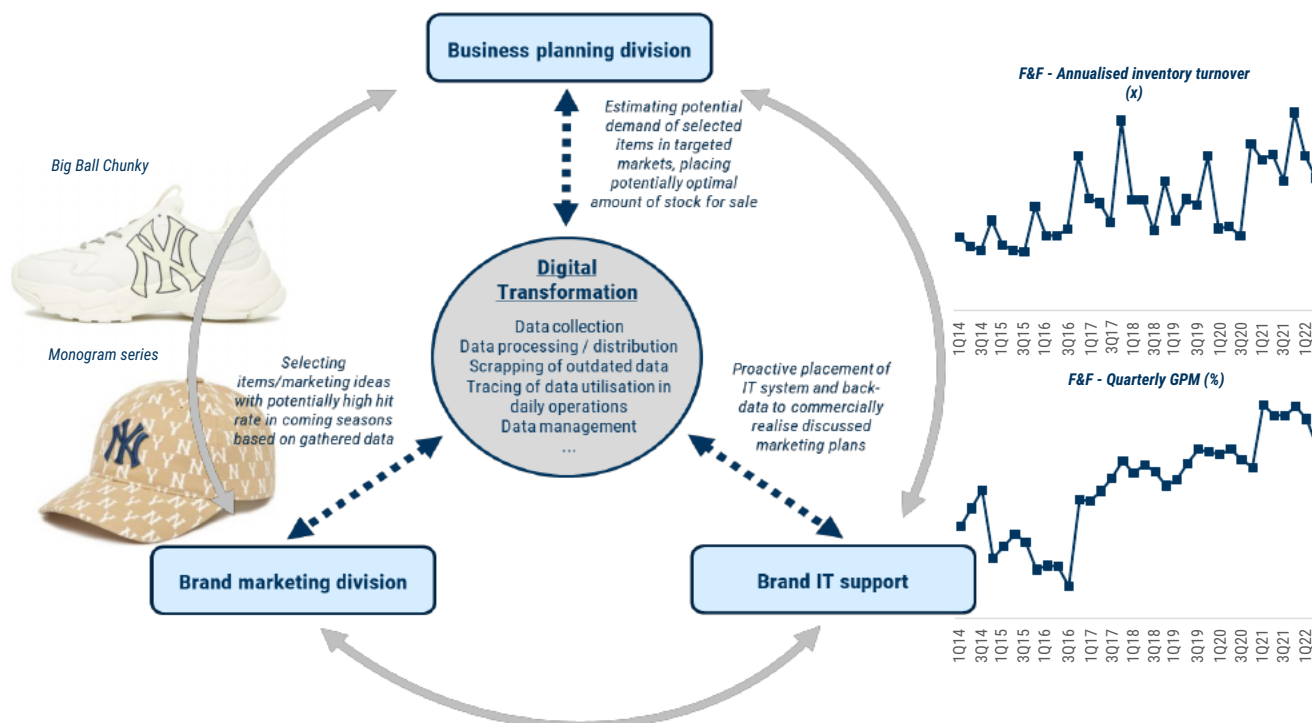 Business planning division
Estimating potential
demand of selected
items in targeted
markets, placing
potentially optimal
amount of stock for sale
Big Ball Chunky
NY
Monogram series
NY
Selecting
items/marketing ideas
with potentially high hit
rate in coming seasons
based on gathered data
Digital
Transformation
Data collection
Data processing / distribution
Scrapping of outdated data
Tracing of data utilisation in
daily operations
Data management
...
Proactive placement of
IT system and back-
data to commercially
realise discussed
marketing plans
Brand marketing division
Brand IT support
F&F - Annualised inventory turnover
(x)
1Q14
3Q14
1Q15
3Q15
1Q16
3Q16
1Q17
3Q17
1Q18
3Q18
1Q19
3Q19
1Q20
3Q20
1Q21
3Q21
1Q22
F&F - Quarterly GPM (%)
1Q14
3Q14
1Q15
3Q15
1Q16
3Q16
1Q17
3Q17
1Q18
3Q18
1Q19
3Q19
1Q20
3Q20
1Q21
3Q21
1Q22